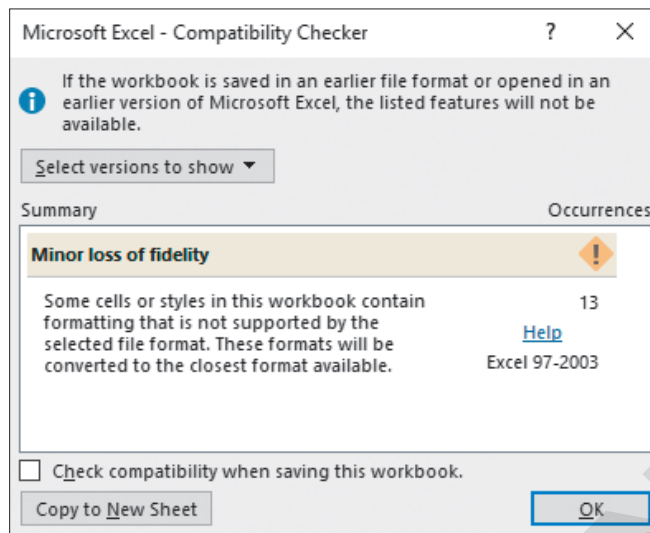 Microsoft Excel - Compatibility Checker
If the workbook is saved in an earlier file format or opened in an
earlier version of Microsoft Excel, the listed features will not be
available.
Select versions to show
Summary Occurrences
Minor loss of fidelity
Some cells or styles in this workbook contain 13
formatting that is not supported by the
selected file format. These formats will be Help
converted to the closest format available. Excel 97-2003
Check compatibility when saving this workbook.
Copy to New Sheet OK